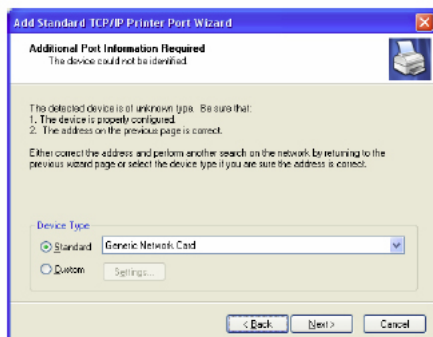 Add Standard TCP/IP Printer Port Wizard
Additional Port Information Required
The device could not be identified.
The detected device is of unknown type. Be sure that:
1. The device is properly configured.
2. The address on the previous page is correct.
Either correct the address and perform another search on the network by returning to the
previous wizard page or select the device type if you are sure the address is correct.
Device Type
Standard
Generic Network Card
Custom
Settings...
< Back
Next >
Cancel